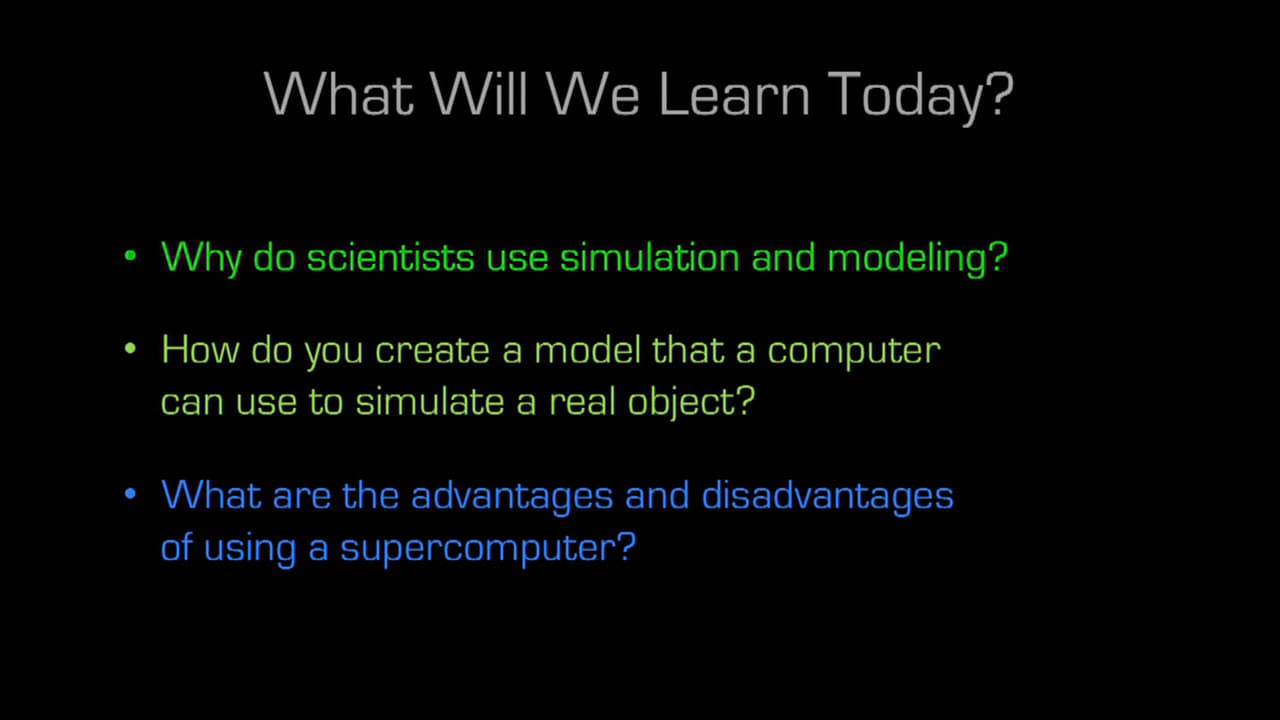 What Will We Learn Today?
• Why do scientists use simulation and modeling?
• How do you create a model that a computer
can use to simulate a real object?
• What are the advantages and disadvantages
of using a supercomputer?